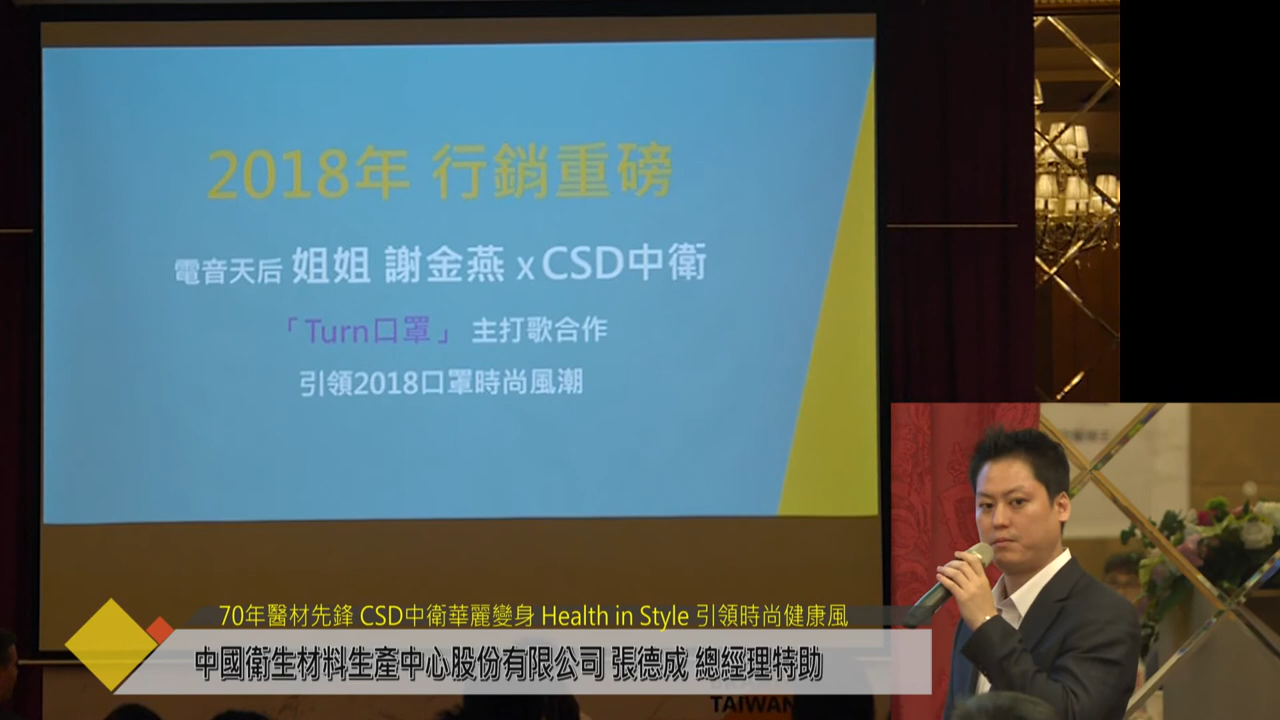 2018年 行銷重磅
電音天后 姐姐 謝金燕 x CSD中衛
「Turn口罩」 主打歌合作
引領2018口罩時尚風潮
70年醫材先鋒 CSD中衛華麗變身 Health in Style 引領時尚健康風
中國衛生材料生產中心股份有限公司 張德成 總經理特助
TAIWAN